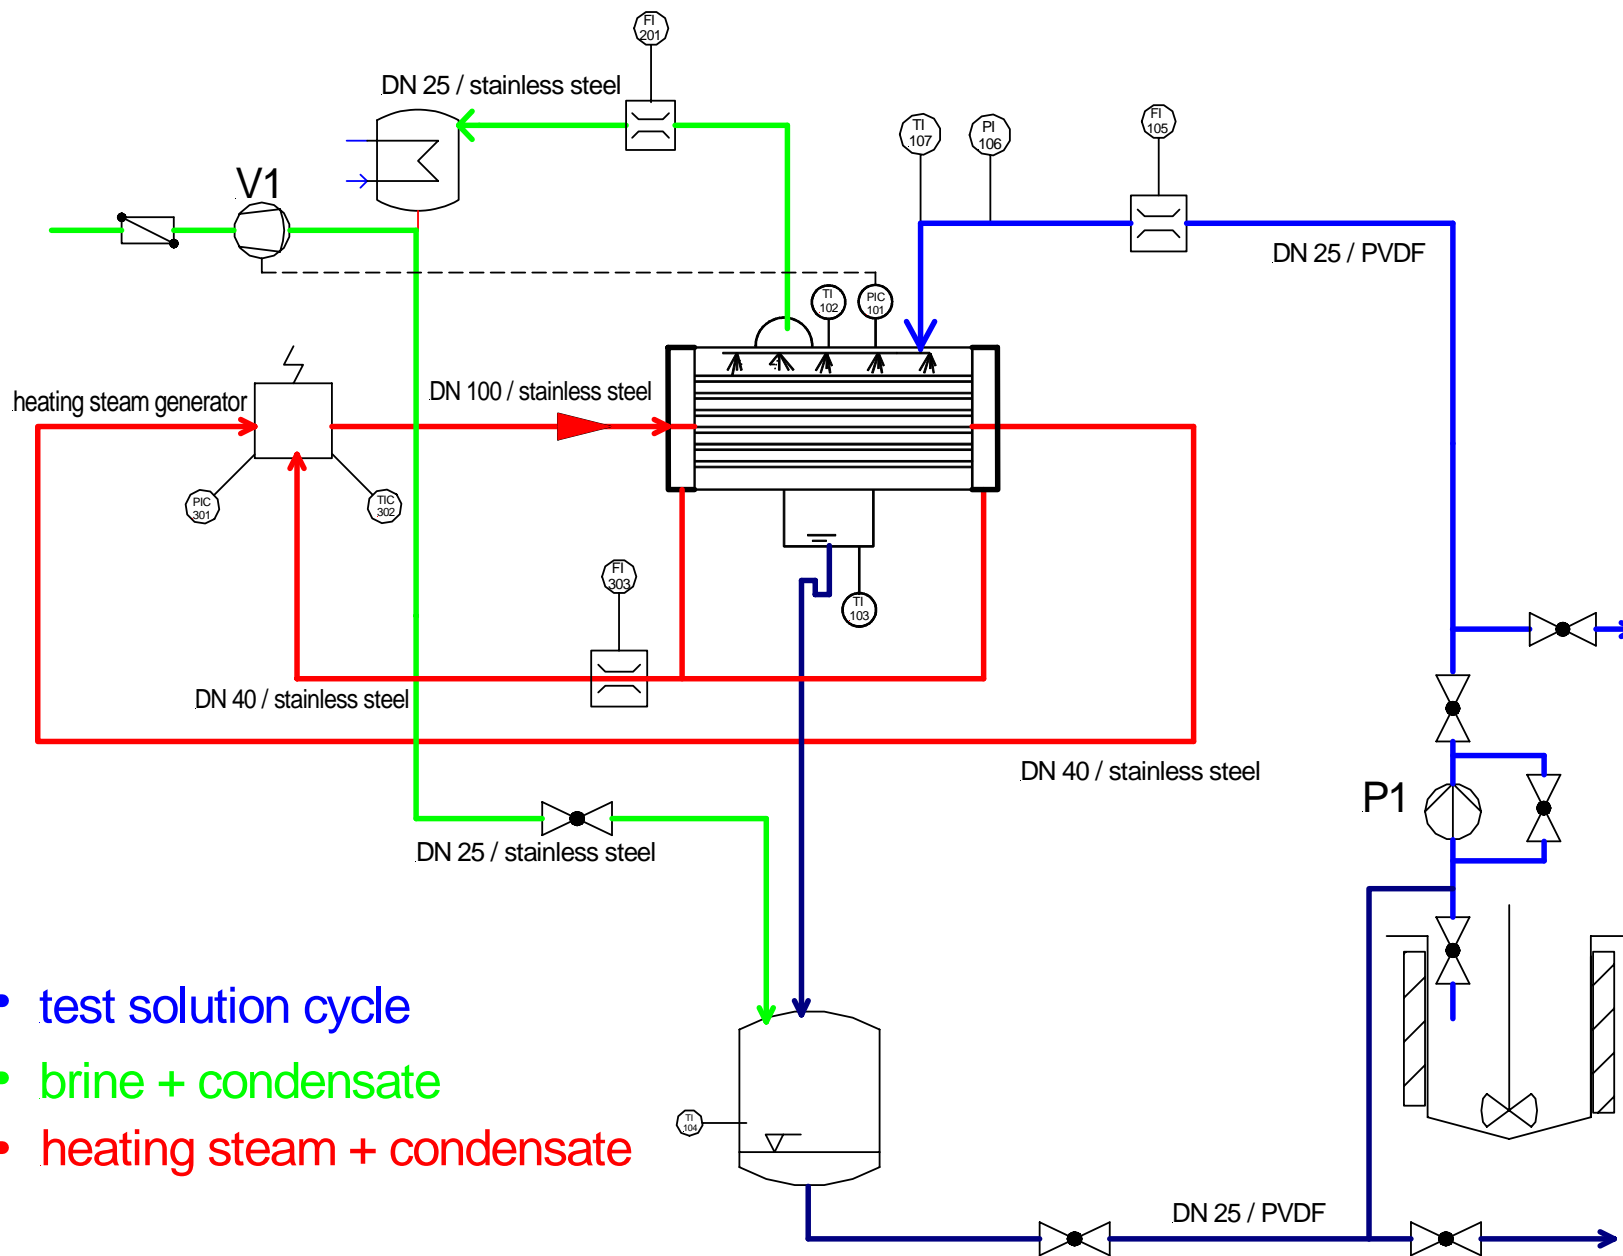 FI
201
DN 25 / stainless steel
TI
107
PI
106
FI
105
V1
DN 25 / PVDF
TI
102
PIC
101
heating steam generator
DN 100 / stainless steel
PIC
301
TIC
302
FI
303
TI
103
DN 40 / stainless steel
DN 40 / stainless steel
P1
DN 25 / stainless steel
• test solution cycle
• brine + condensate
• heating steam + condensate
TI
104
DN 25 / PVDF